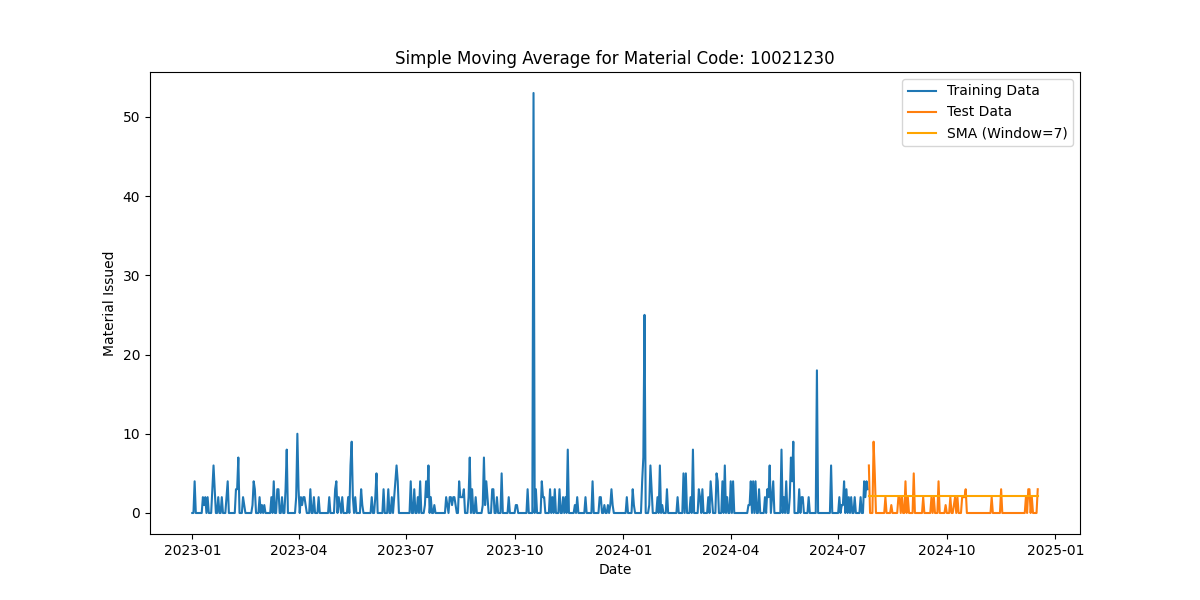 Simple Moving Average for Material Code: 10021230
Training Data
Test Data
SMA (Window=7)
Material Issued
50
40
30
20
10
0
2023-01 2023-04 2023-07 2023-10 2024-01 2024-04 2024-07 2024-10 2025-01
Date